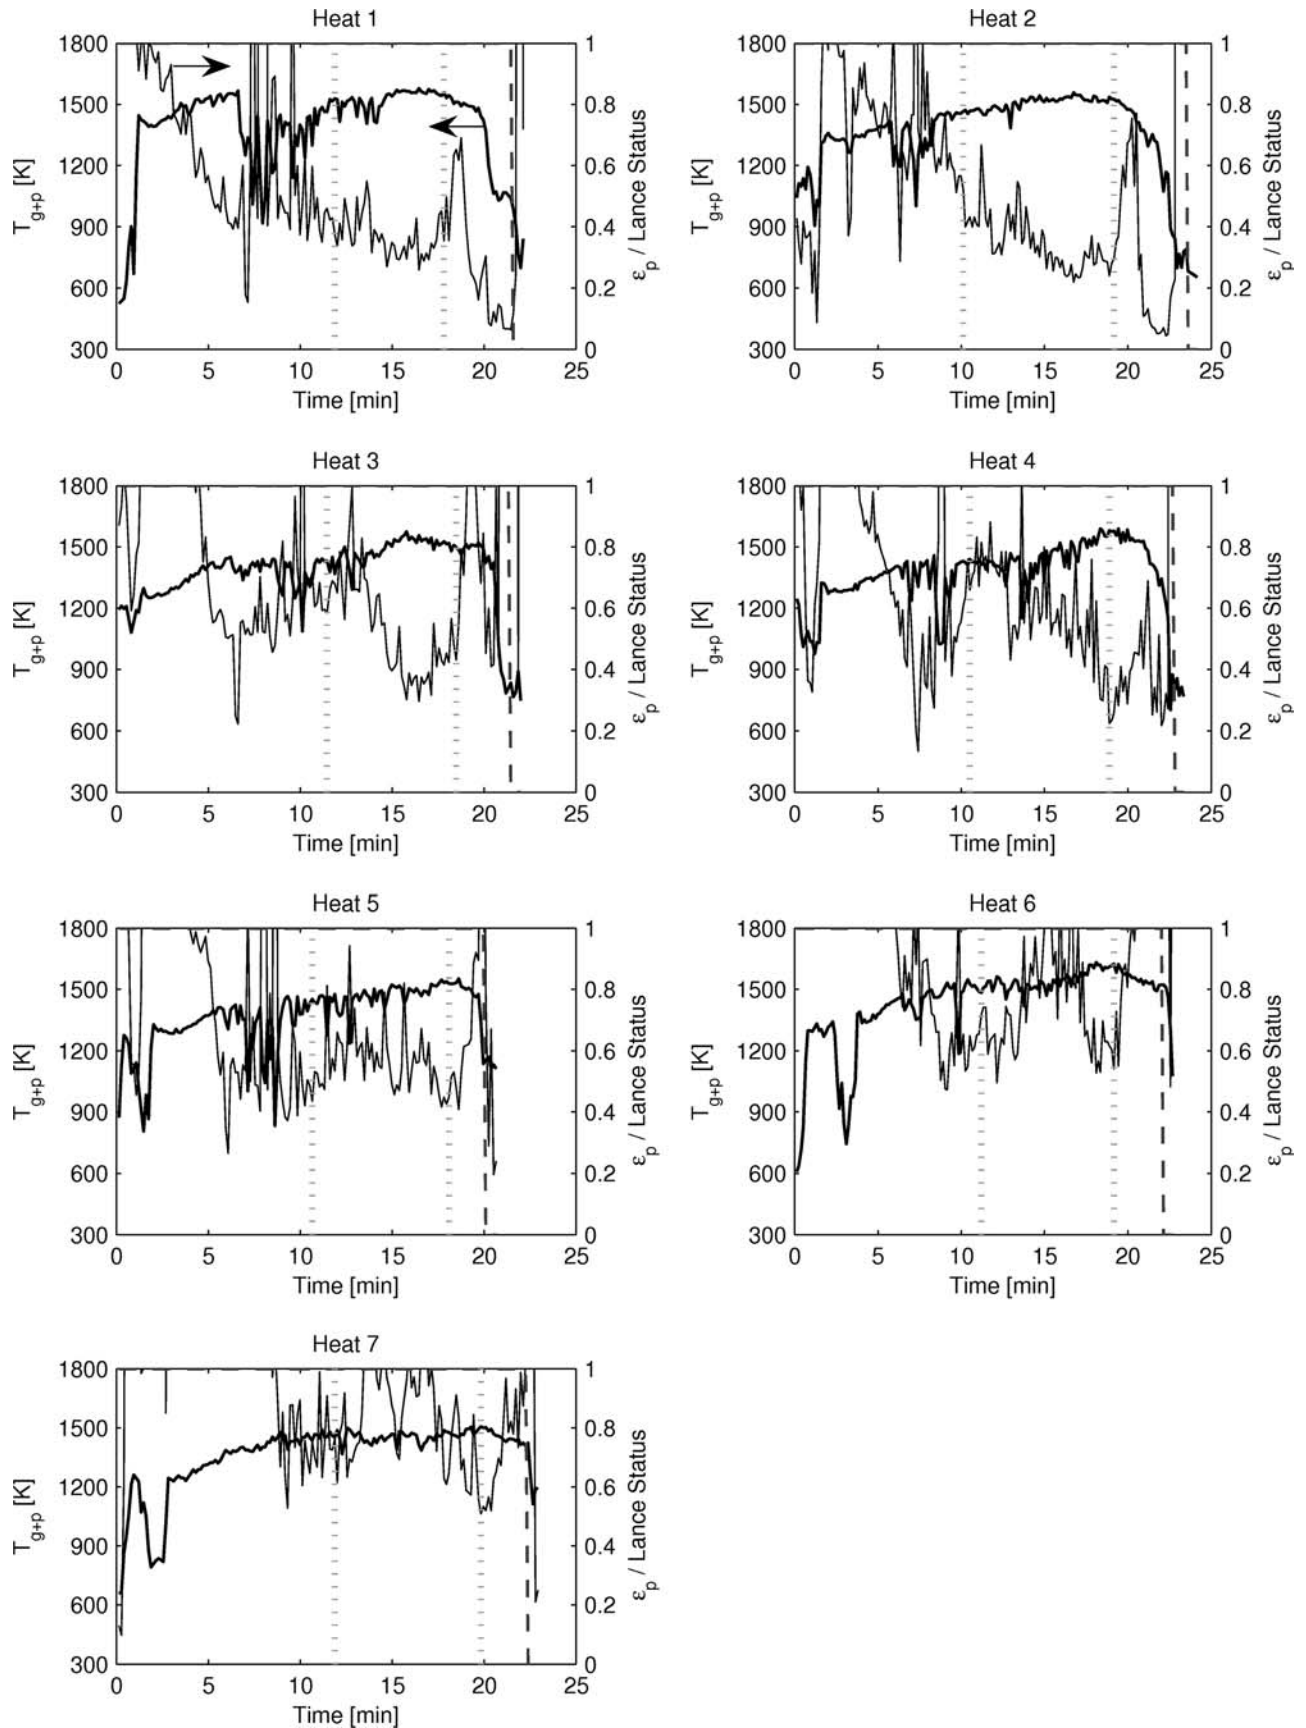 Heat 1
1800
1500
1200
900
600
300
T_{g+p} [K]
1
0.8
0.6
0.4
0.2
0
ε_p / Lance Status
0 5 10 15 20 25
Time [min]
Heat 2
1800
1500
1200
900
600
300
T_{g+p} [K]
1
0.8
0.6
0.4
0.2
0
ε_p / Lance Status
0 5 10 15 20 25
Time [min]
Heat 3
1800
1500
1200
900
600
300
T_{g+p} [K]
1
0.8
0.6
0.4
0.2
0
ε_p / Lance Status
0 5 10 15 20 25
Time [min]
Heat 4
1800
1500
1200
900
600
300
T_{g+p} [K]
1
0.8
0.6
0.4
0.2
0
ε_p / Lance Status
0 5 10 15 20 25
Time [min]
Heat 5
1800
1500
1200
900
600
300
T_{g+p} [K]
1
0.8
0.6
0.4
0.2
0
ε_p / Lance Status
0 5 10 15 20 25
Time [min]
Heat 6
1800
1500
1200
900
600
300
T_{g+p} [K]
1
0.8
0.6
0.4
0.2
0
ε_p / Lance Status
0 5 10 15 20 25
Time [min]
Heat 7
1800
1500
1200
900
600
300
T_{g+p} [K]
1
0.8
0.6
0.4
0.2
0
ε_p / Lance Status
0 5 10 15 20 25
Time [min]